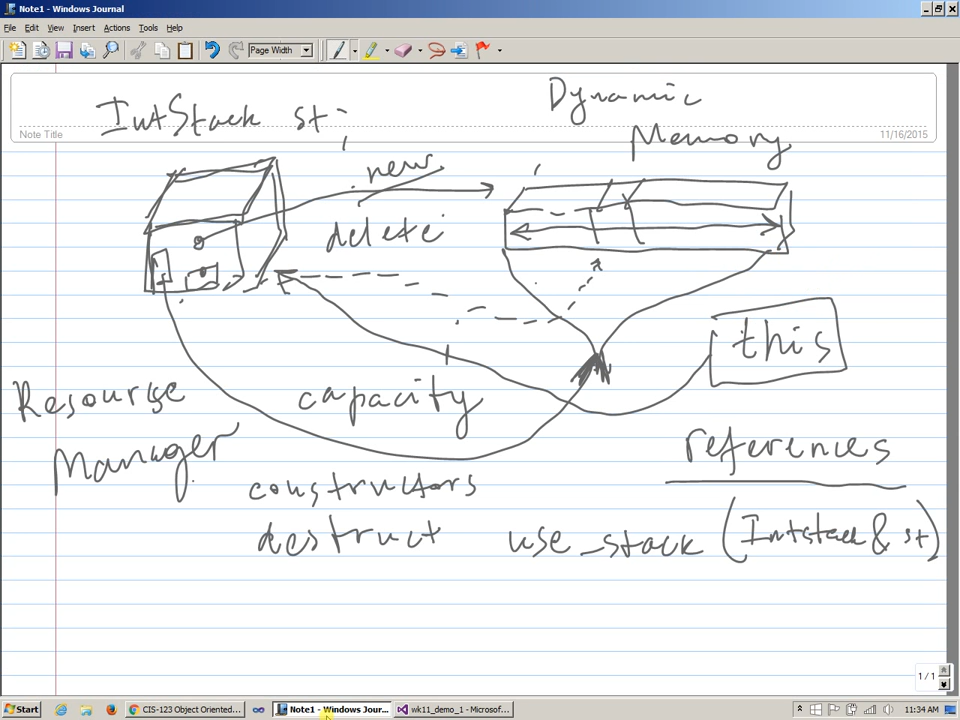 Note1 - Windows Journal
File Edit View Insert Actions Tools Help
Page Width
IntStack st;
Dynamic
Memory
Note Title
11/16/2015
new
delete
this
Resourse
Manager
capacity
references
constructors
destruct
use_stack (Intstack & st)
1/1
Start
CIS-123 Object Oriented...
Note1 - Windows Jour...
wk11_demo_1 - Microsof...
11:34 AM